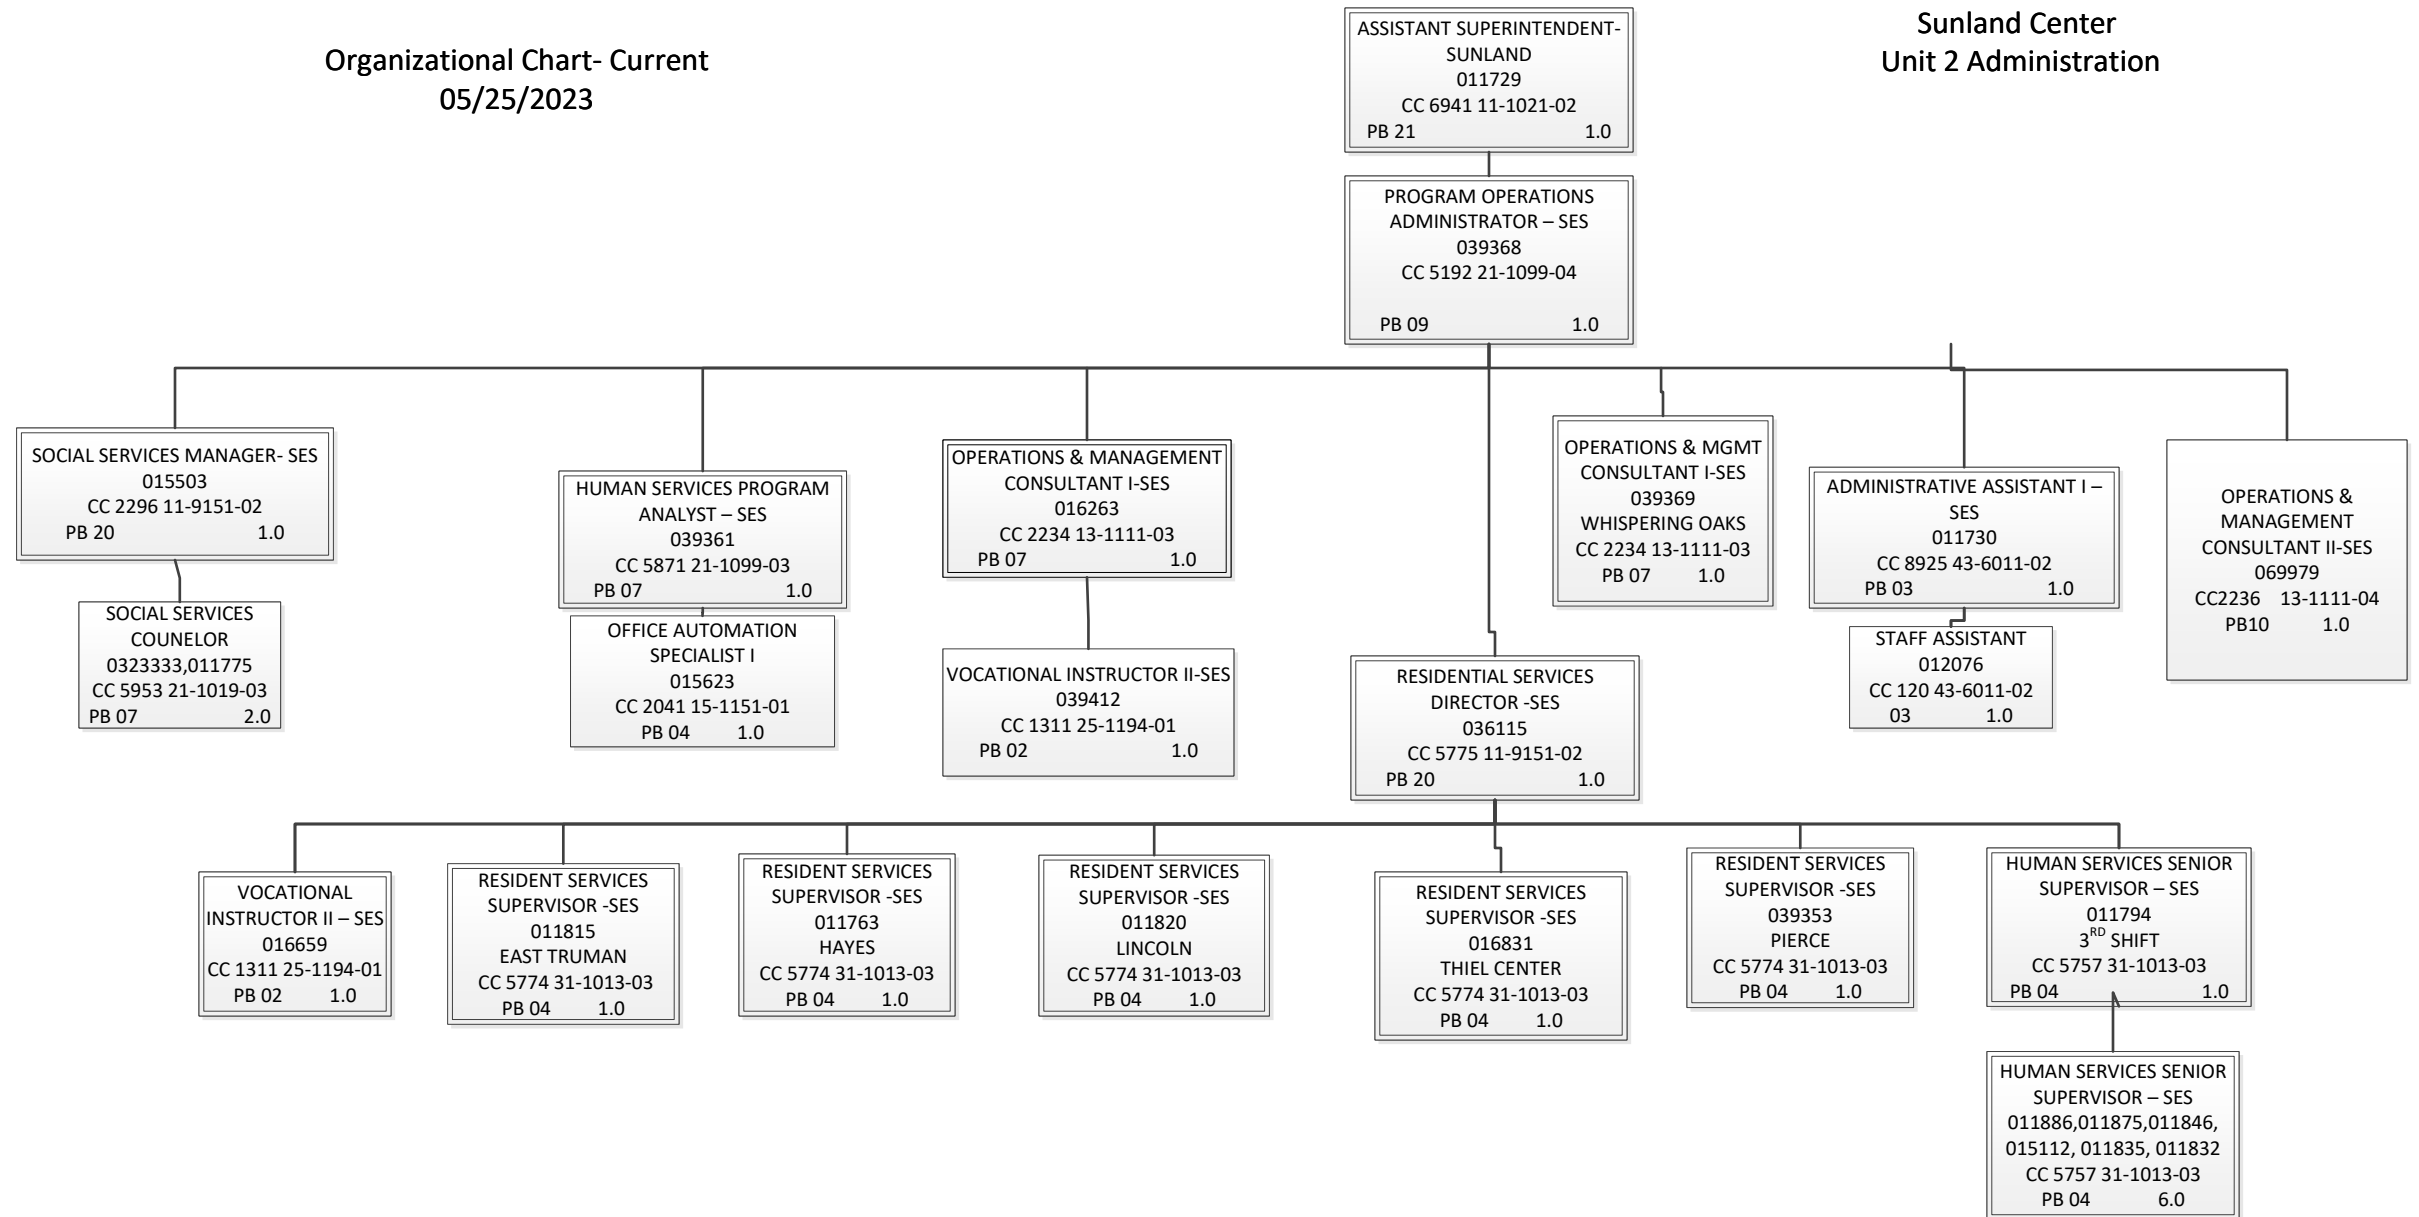 Organizational Chart- Current
05/25/2023
Sunland Center
Unit 2 Administration
ASSISTANT SUPERINTENDENT-
SUNLAND
011729
CC 6941 11-1021-02
PB 21 1.0
PROGRAM OPERATIONS
ADMINISTRATOR – SES
039368
CC 5192 21-1099-04
PB 09 1.0
SOCIAL SERVICES MANAGER- SES
015503
CC 2296 11-9151-02
PB 20 1.0
SOCIAL SERVICES
COUNELOR
0323333,011775
CC 5953 21-1019-03
PB 07 2.0
HUMAN SERVICES PROGRAM
ANALYST – SES
039361
CC 5871 21-1099-03
PB 07 1.0
OFFICE AUTOMATION
SPECIALIST I
015623
CC 2041 15-1151-01
PB 04 1.0
OPERATIONS & MANAGEMENT
CONSULTANT I-SES
016263
CC 2234 13-1111-03
PB 07 1.0
VOCATIONAL INSTRUCTOR II-SES
039412
CC 1311 25-1194-01
PB 02 1.0
RESIDENTIAL SERVICES
DIRECTOR -SES
036115
CC 5775 11-9151-02
PB 20 1.0
OPERATIONS & MGMT
CONSULTANT I-SES
039369
WHISPERING OAKS
CC 2234 13-1111-03
PB 07 1.0
ADMINISTRATIVE ASSISTANT I –
SES
011730
CC 8925 43-6011-02
PB 03 1.0
STAFF ASSISTANT
012076
CC 120 43-6011-02
03 1.0
OPERATIONS &
MANAGEMENT
CONSULTANT II-SES
069979
CC2236 13-1111-04
PB10 1.0
VOCATIONAL
INSTRUCTOR II – SES
016659
CC 1311 25-1194-01
PB 02 1.0
RESIDENT SERVICES
SUPERVISOR -SES
011815
EAST TRUMAN
CC 5774 31-1013-03
PB 04 1.0
RESIDENT SERVICES
SUPERVISOR -SES
011763
HAYES
CC 5774 31-1013-03
PB 04 1.0
RESIDENT SERVICES
SUPERVISOR -SES
011820
LINCOLN
CC 5774 31-1013-03
PB 04 1.0
RESIDENT SERVICES
SUPERVISOR -SES
016831
THIEL CENTER
CC 5774 31-1013-03
PB 04 1.0
RESIDENT SERVICES
SUPERVISOR -SES
039353
PIERCE
CC 5774 31-1013-03
PB 04 1.0
HUMAN SERVICES SENIOR
SUPERVISOR – SES
011794
3RD SHIFT
CC 5757 31-1013-03
PB 04 1.0
HUMAN SERVICES SENIOR
SUPERVISOR – SES
011886,011875,011846,
015112, 011835, 011832
CC 5757 31-1013-03
PB 04 6.0